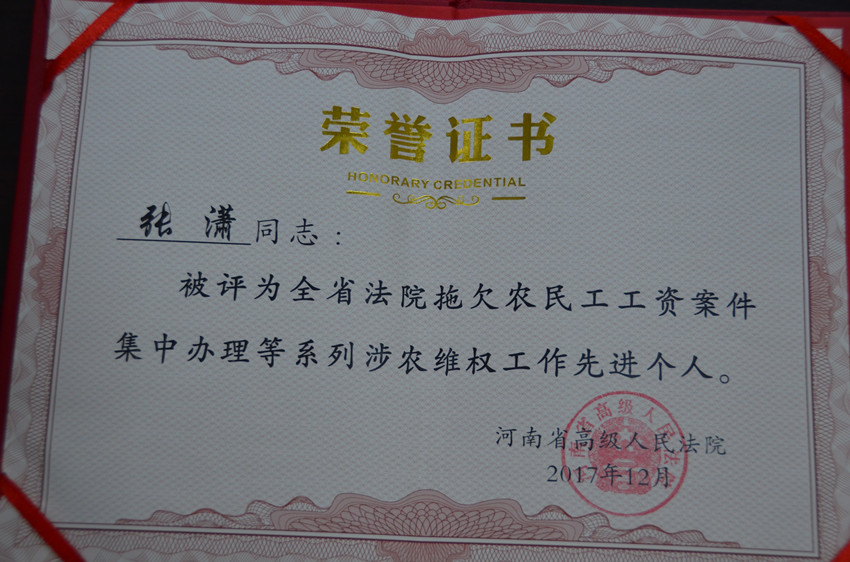 荣誉证书
HONORARY CREDENTIAL
张 潇 同志：
被评为全省法院拖欠农民工工资案件
集中办理等系列涉农维权工作先进个人。
河南省高级人民法院
2017年12月